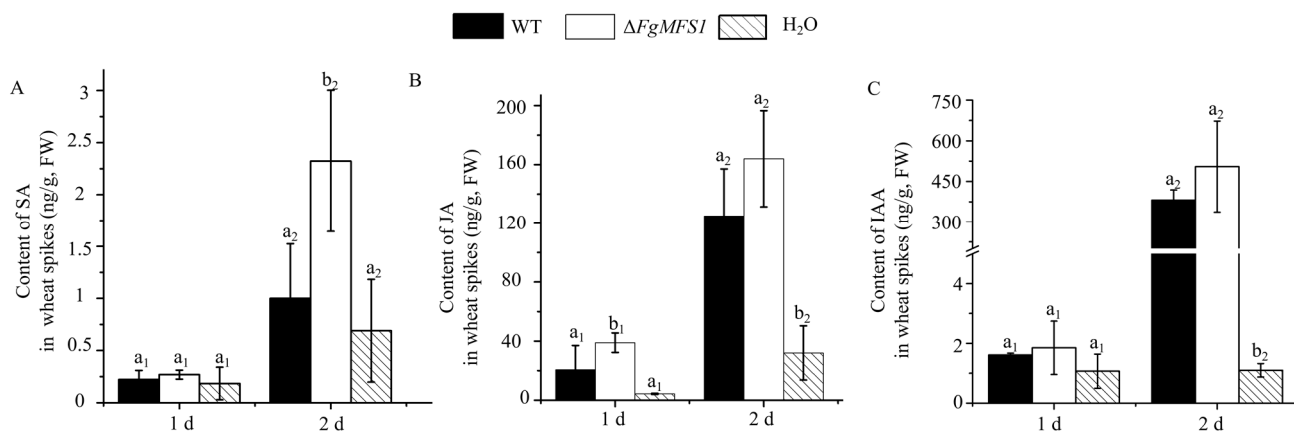 WT ΔFgMFS1 H₂O
A
Content of SA
in wheat spikes (ng/g, FW)
3
2.5
2
1.5
1
0.5
0
a₁ a₁ a₁
a₂ b₂ a₂
1 d 2 d
B
Content of JA
in wheat spikes (ng/g, FW)
200
160
120
80
40
0
a₁ b₁ a₁
a₂ a₂ b₂
1 d 2 d
C
Content of IAA
in wheat spikes (ng/g, FW)
750
600
450
300
4
2
0
a₁ a₁ a₁
a₂ a₂ b₂
1 d 2 d